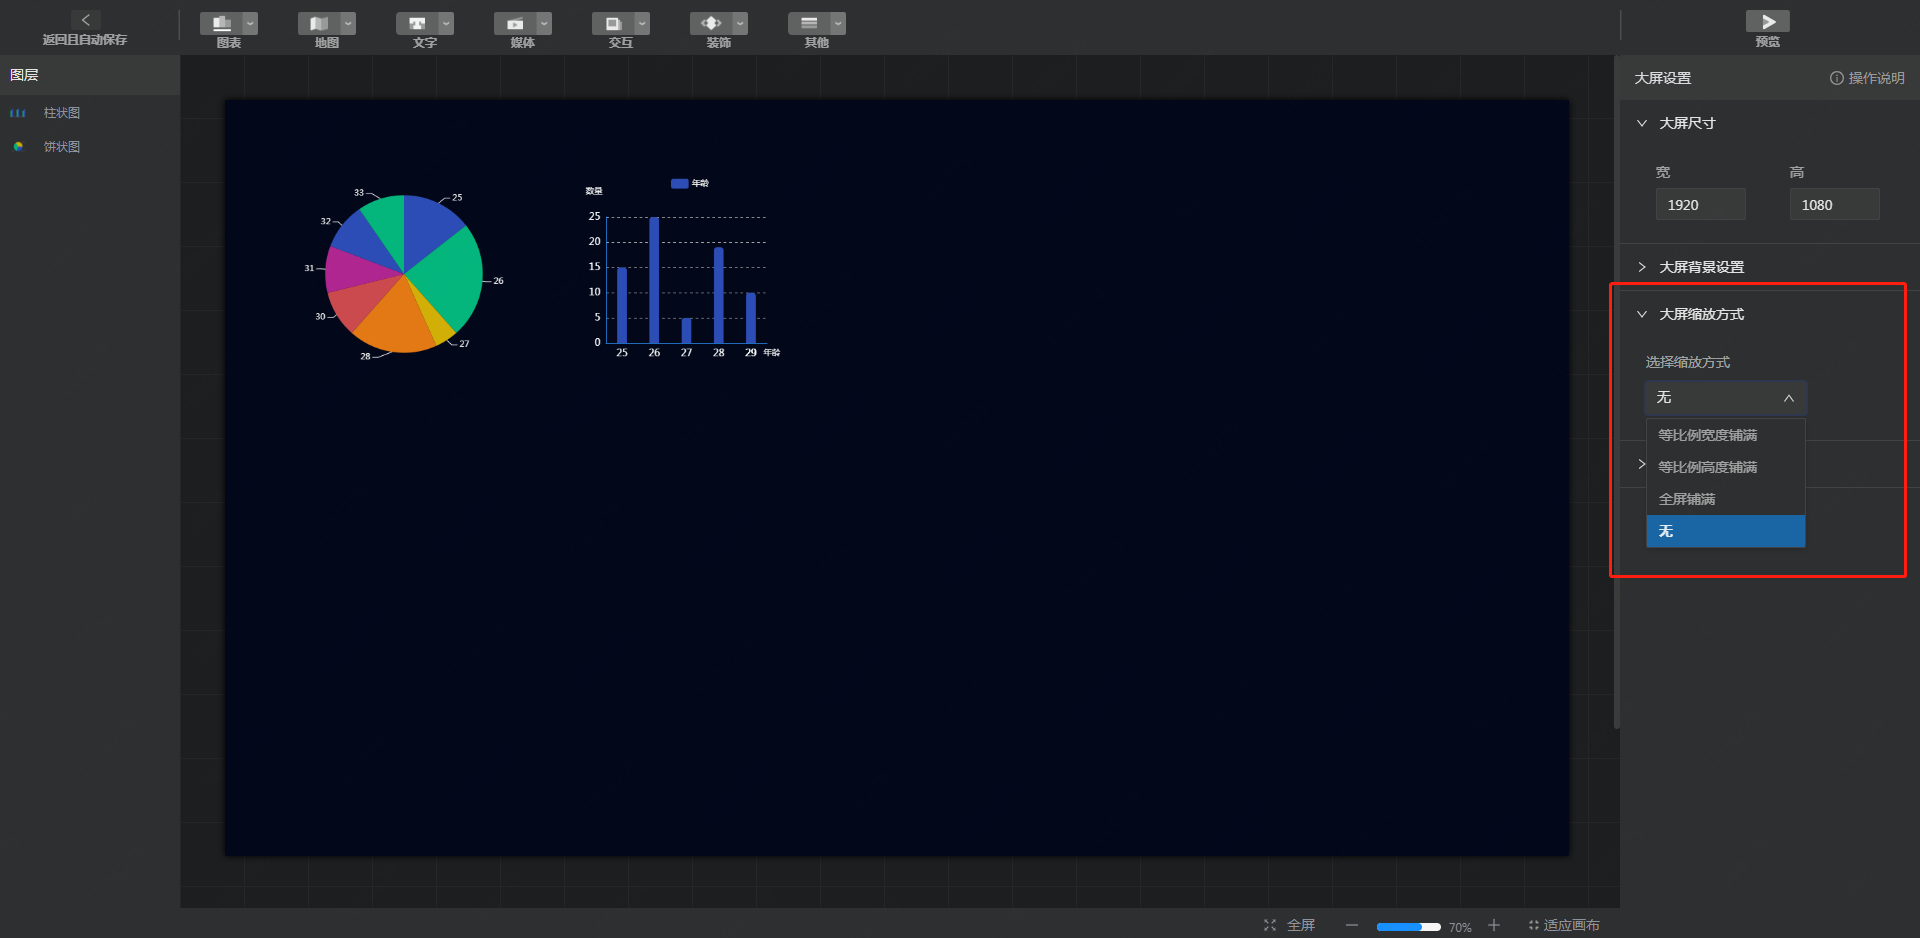 返回且自动保存
图表
地图
文字
媒体
交互
装饰
其他
预览
图层
柱状图
饼状图
33
25
32
31
26
30
27
28
年龄
数量
25
20
15
10
5
0
25 26 27 28 29 年龄
大屏设置
操作说明
大屏尺寸
宽 高
1920 1080
大屏背景设置
大屏缩放方式
选择缩放方式
无
等比例宽度铺满
等比例高度铺满
全屏铺满
无
全屏
70%
适应画布